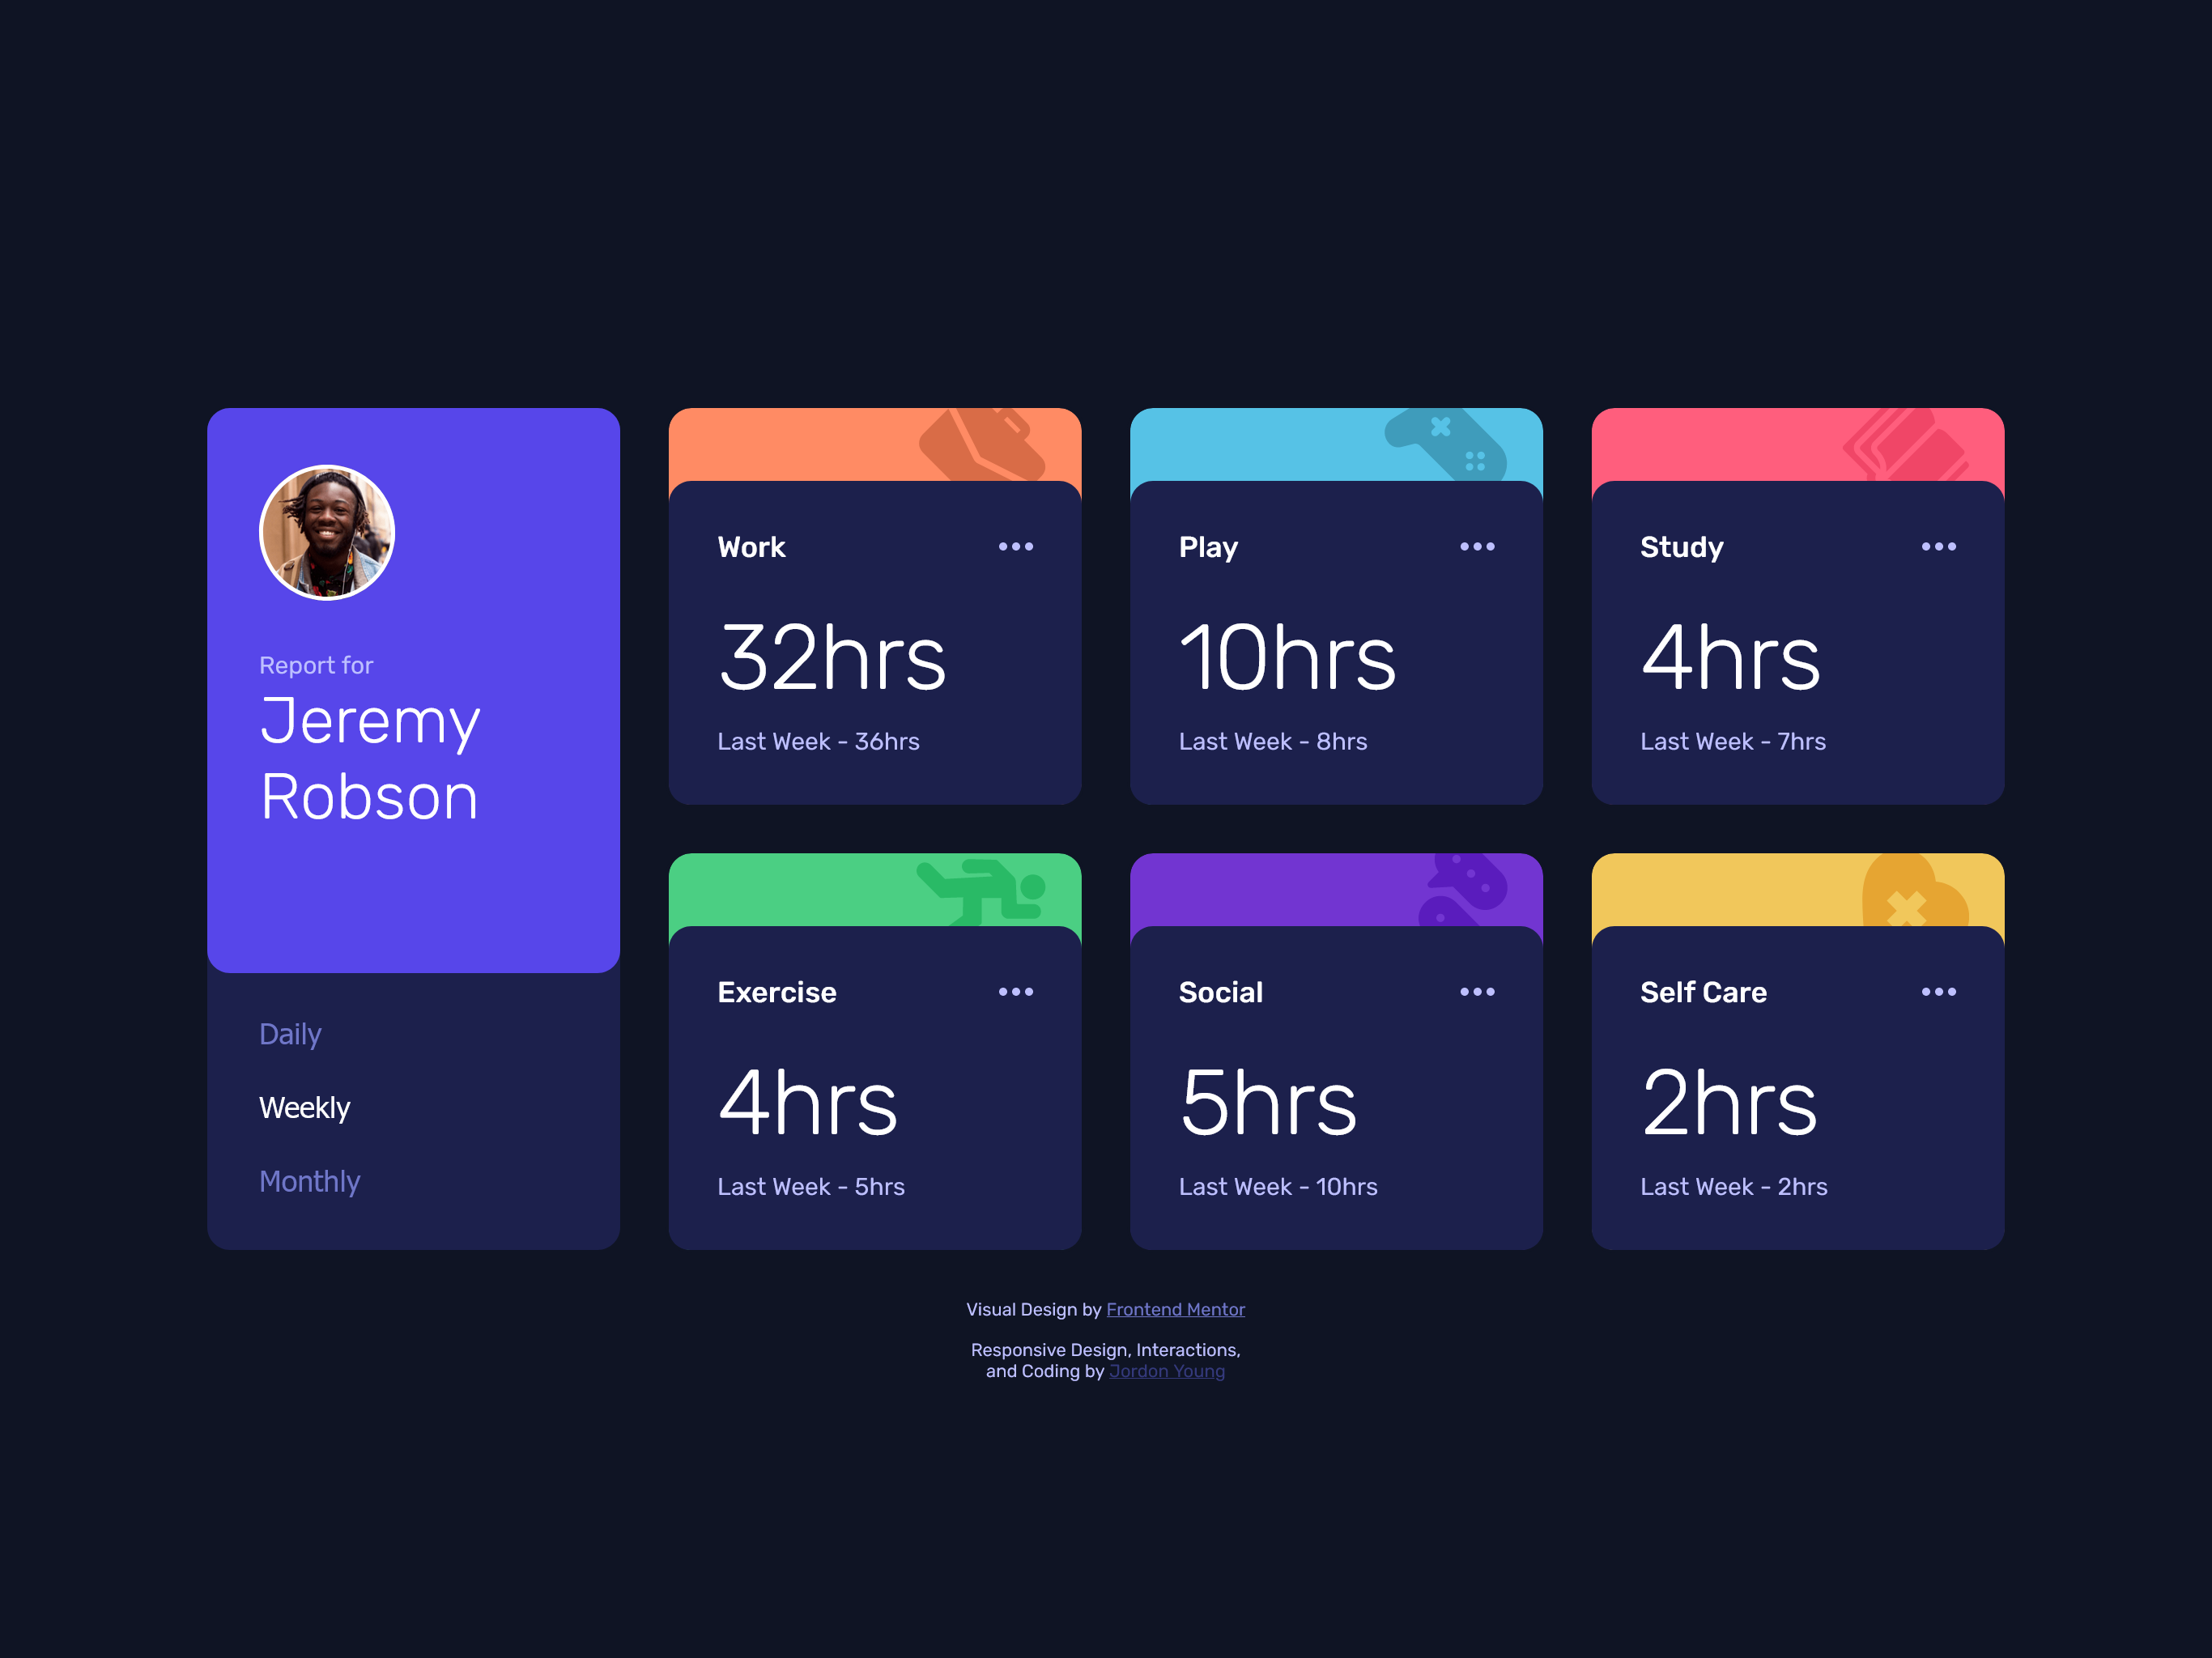 Report for
Jeremy
Robson
Daily
Weekly
Monthly
Work
32hrs
Last Week - 36hrs
Play
10hrs
Last Week - 8hrs
Study
4hrs
Last Week - 7hrs
Exercise
4hrs
Last Week - 5hrs
Social
5hrs
Last Week - 10hrs
Self Care
2hrs
Last Week - 2hrs
Visual Design by Frontend Mentor
Responsive Design, Interactions,
and Coding by Jordon Young